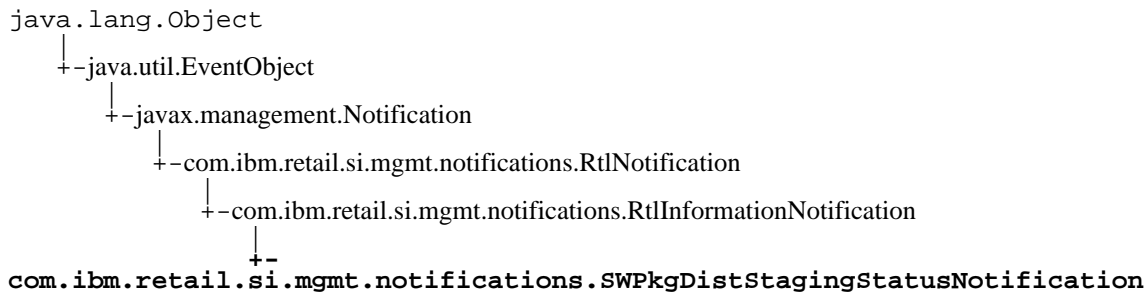 java.lang.Object
|
+-java.util.EventObject
|
+-javax.management.Notification
|
+-com.ibm.retail.si.mgmt.notifications.RtlNotification
|
+-com.ibm.retail.si.mgmt.notifications.RtlInformationNotification
|
+-
com.ibm.retail.si.mgmt.notifications.SWPkgDistStagingStatusNotification